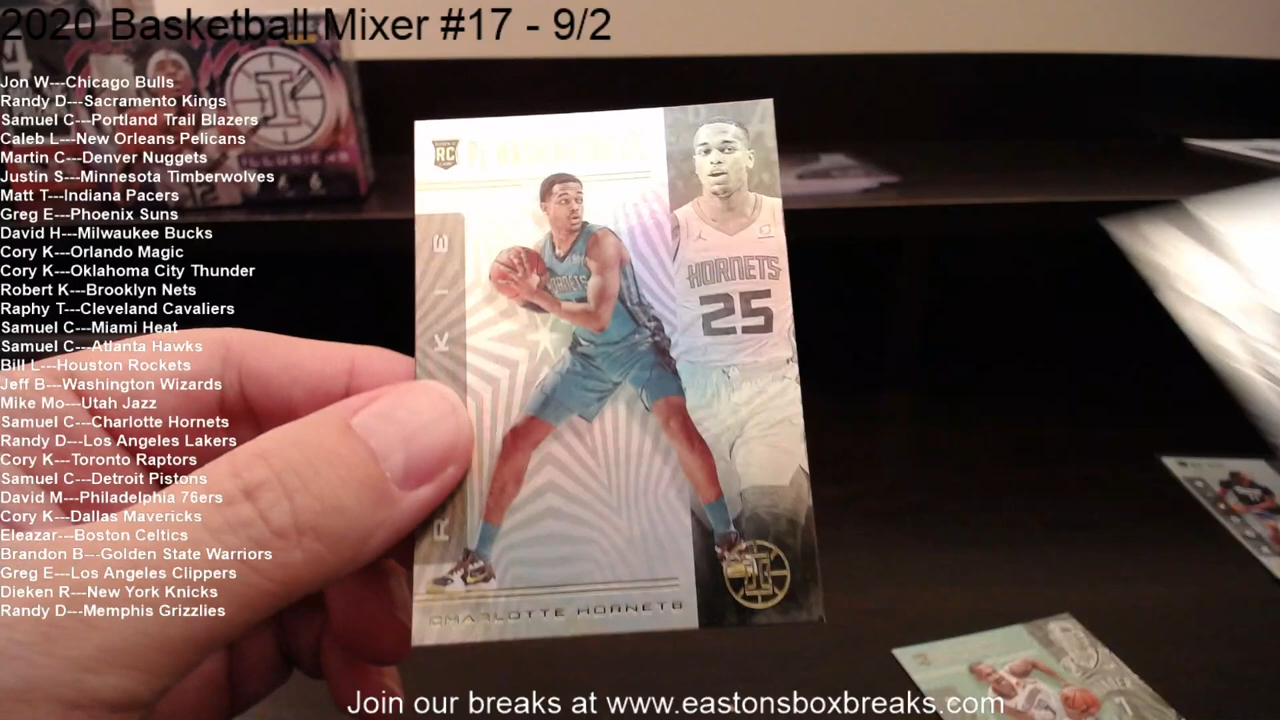 2020 Basketball Mixer #17 - 9/2
Jon W---Chicago Bulls
Randy D---Sacramento Kings
Samuel C---Portland Trail Blazers
Caleb L---New Orleans Pelicans
Martin C---Denver Nuggets
Justin S---Minnesota Timberwolves
Matt T---Indiana Pacers
Greg E---Phoenix Suns
David H---Milwaukee Bucks
Cory K---Orlando Magic
Cory K---Oklahoma City Thunder
Robert K---Brooklyn Nets
Raphy T---Cleveland Cavaliers
Samuel C---Miami Heat
Samuel C---Atlanta Hawks
Bill L---Houston Rockets
Jeff B---Washington Wizards
Mike Mo---Utah Jazz
Samuel C---Charlotte Hornets
Randy D---Los Angeles Lakers
Cory K---Toronto Raptors
Samuel C---Detroit Pistons
David M---Philadelphia 76ers
Cory K---Dallas Mavericks
Eleazar---Boston Celtics
Brandon B---Golden State Warriors
Greg E---Los Angeles Clippers
Dieken R---New York Knicks
Randy D---Memphis Grizzlies
ILLUSIONS
RC
HORNETS
HORNETS
25
CHARLOTTE HORNETS
Join our breaks at www.eastonsboxbreaks.com